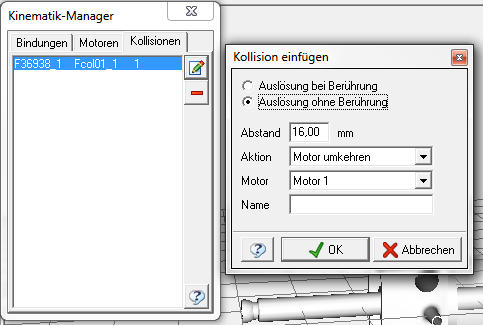 Kinematik-Manager
Bindungen Motoren Kollisionen
F36938_1 Fcol01_1 1
Kollision einfügen
Auslösung bei Berührung
Auslösung ohne Berührung
Abstand 16,00 mm
Aktion Motor umkehren
Motor Motor 1
Name
OK Abbrechen